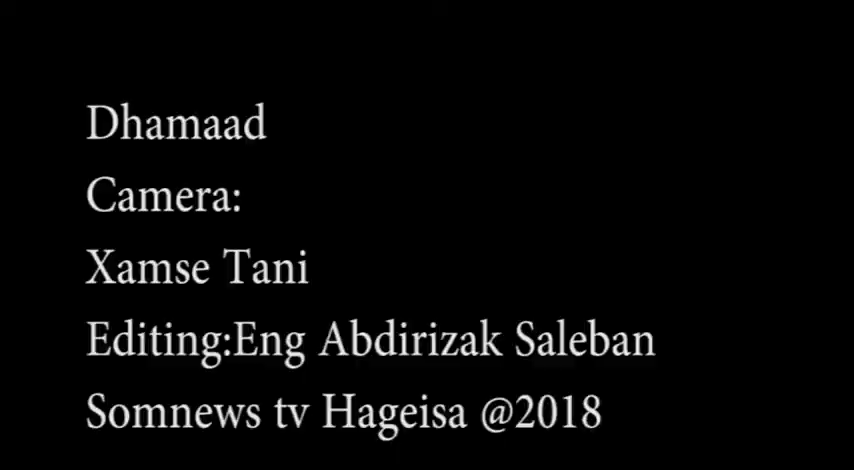 Dhamaad
Camera:
Xamse Tani
Editing:Eng Abdirizak Saleban
Somnews tv Hageisa @2018